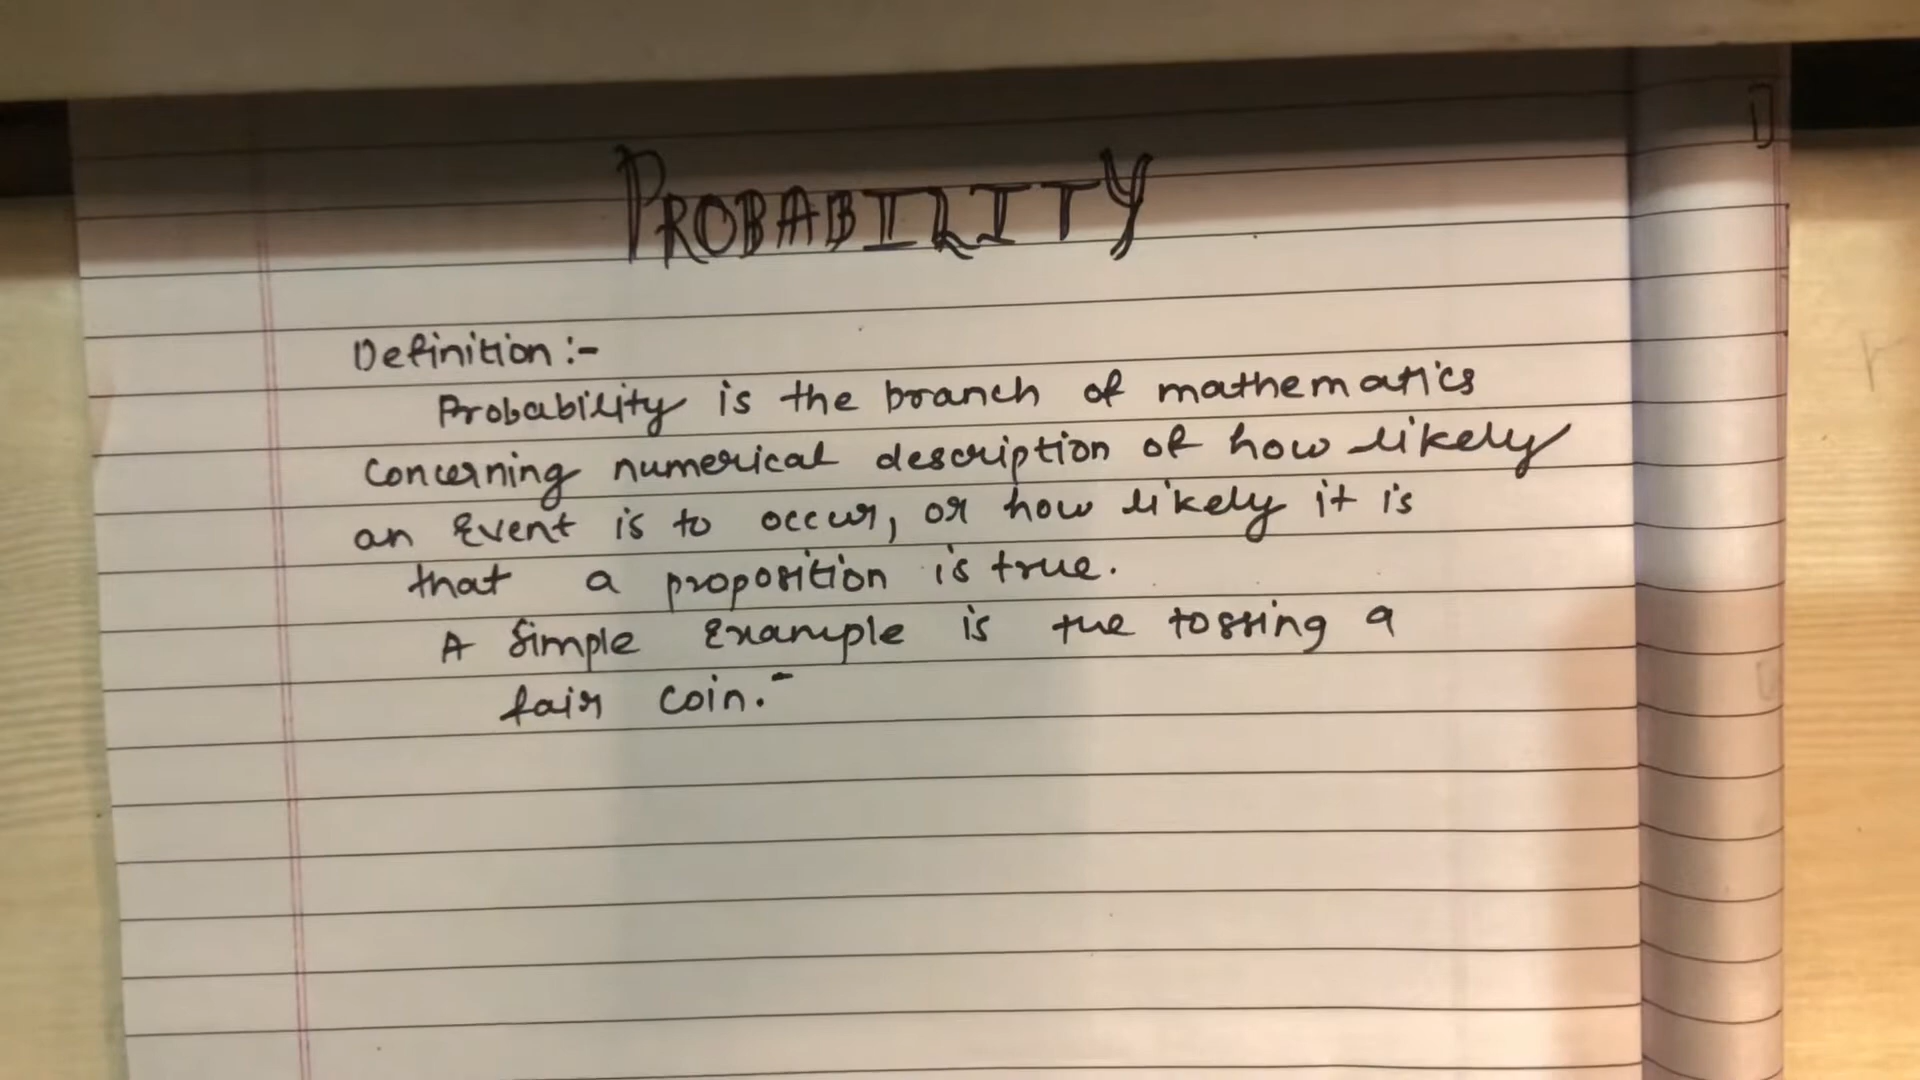 PROBABILITY
Definition :-
Probability is the branch of mathematics
concerning numerical description of how likely
an Event is to occur, or how likely it is
that a proposition is true.
A Simple Example is the tossing a
fair coin.-